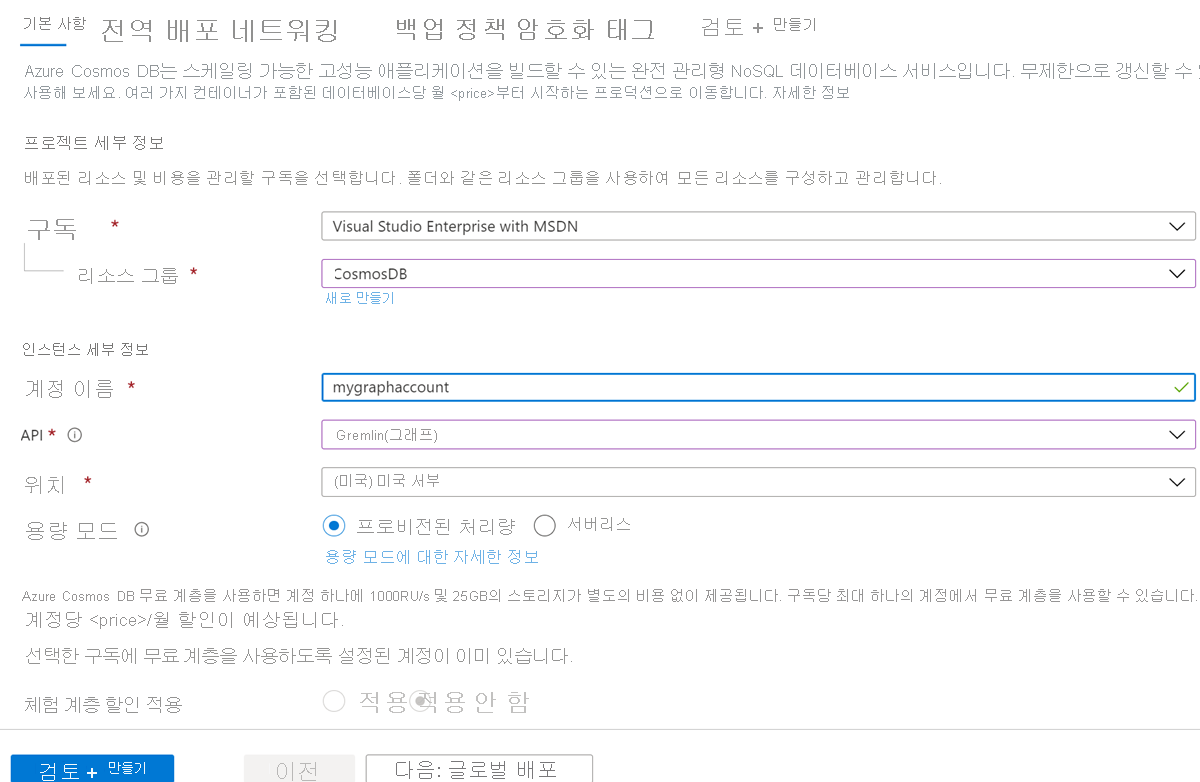 기본 사항 전역 배포 네트워킹 백업 정책 암호화 태그 검토 + 만들기
Azure Cosmos DB는 스케일링 가능한 고성능 애플리케이션을 빌드할 수 있는 완전 관리형 NoSQL 데이터베이스 서비스입니다. 무제한으로 갱신할 수
사용해 보세요. 여러 가지 컨테이너가 포함된 데이터베이스당 월 <price>부터 시작하는 프로덕션으로 이동합니다. 자세한 정보
프로젝트 세부 정보
배포된 리소스 및 비용을 관리할 구독을 선택합니다. 폴더와 같은 리소스 그룹을 사용하여 모든 리소스를 구성하고 관리합니다.
구독 * Visual Studio Enterprise with MSDN
리소스 그룹 * CosmosDB
새로 만들기
인스턴스 세부 정보
계정 이름 * mygraphaccount
API * Gremlin(그래프)
위치 * (미국) 미국 서부
용량 모드 프로비전된 처리량 서버리스
용량 모드에 대한 자세한 정보
Azure Cosmos DB 무료 계층을 사용하면 계정 하나에 1000RU/s 및 25GB의 스토리지가 별도의 비용 없이 제공됩니다. 구독당 최대 하나의 계정에서 무료 계층을 사용할 수 있습니다.
계정당 <price>/월 할인이 예상됩니다.
선택한 구독에 무료 계층을 사용하도록 설정된 계정이 이미 있습니다.
체험 계층 할인 적용 적용 적용 안 함
검토 + 만들기 이전 다음: 글로벌 배포